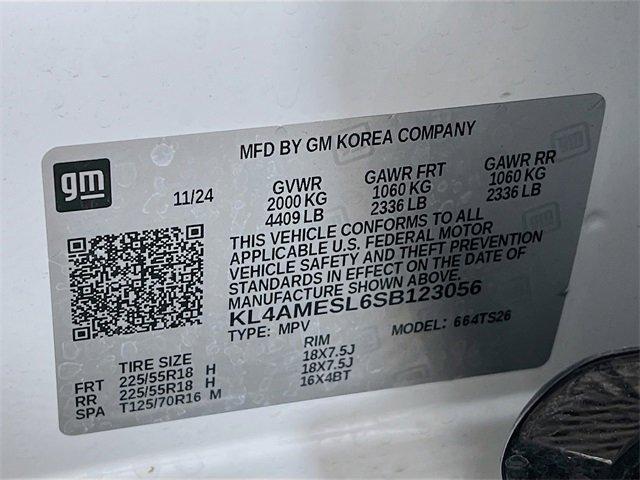 MFD BY GM KOREA COMPANY
gm
11/24
GVWR GAWR FRT GAWR RR
2000 KG 1060 KG 1060 KG
4409 LB 2336 LB 2336 LB
THIS VEHICLE CONFORMS TO ALL
APPLICABLE U.S. FEDERAL MOTOR
VEHICLE SAFETY AND THEFT PREVENTION
STANDARDS IN EFFECT ON THE DATE OF
MANUFACTURE SHOWN ABOVE.
KL4AMESL6SB123056
TYPE: MPV MODEL: 664TS26
TIRE SIZE RIM
FRT 225/55R18 H 18X7.5J
RR 225/55R18 H 18X7.5J
SPA T125/70R16 M 16X4BT